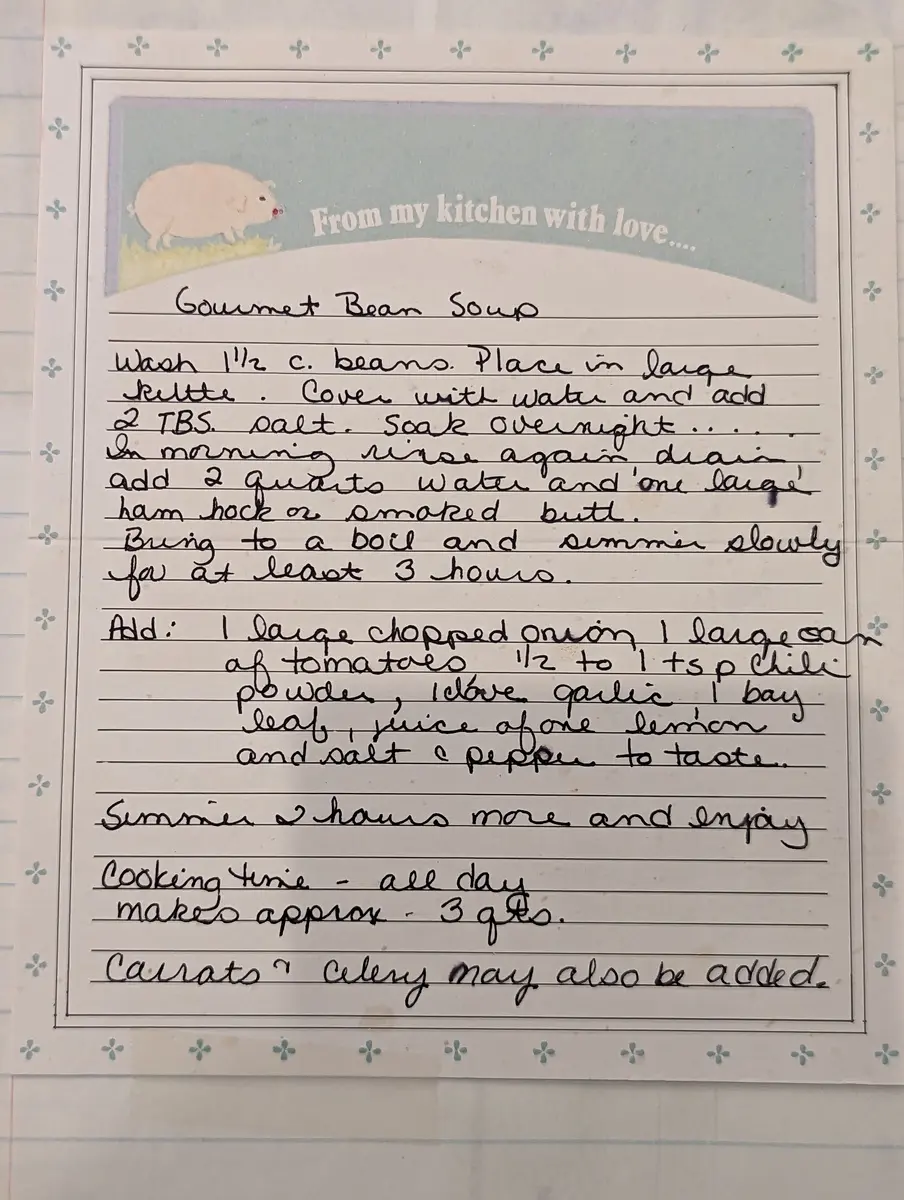 From my kitchen with love....
Gourmet Bean Soup
Wash 1 1/2 c. beans. Place in large
kettle. Cover with water and add
2 TBS. salt. Soak overnight.....
In morning rinse again drain
add 2 quarts water and one large
ham hock or smoked butt.
Bring to a boil and simmer slowly
for at least 3 hours.
Add: 1 large chopped onion, 1 large can
of tomatoes 1/2 to 1 tsp chili
powder, 1 clove garlic, 1 bay
leaf, juice of one lemon
and salt & pepper to taste.
Simmer 2 hours more and enjoy
Cooking time - all day
makes approx - 3 qts.
Carrots & Celery may also be added.